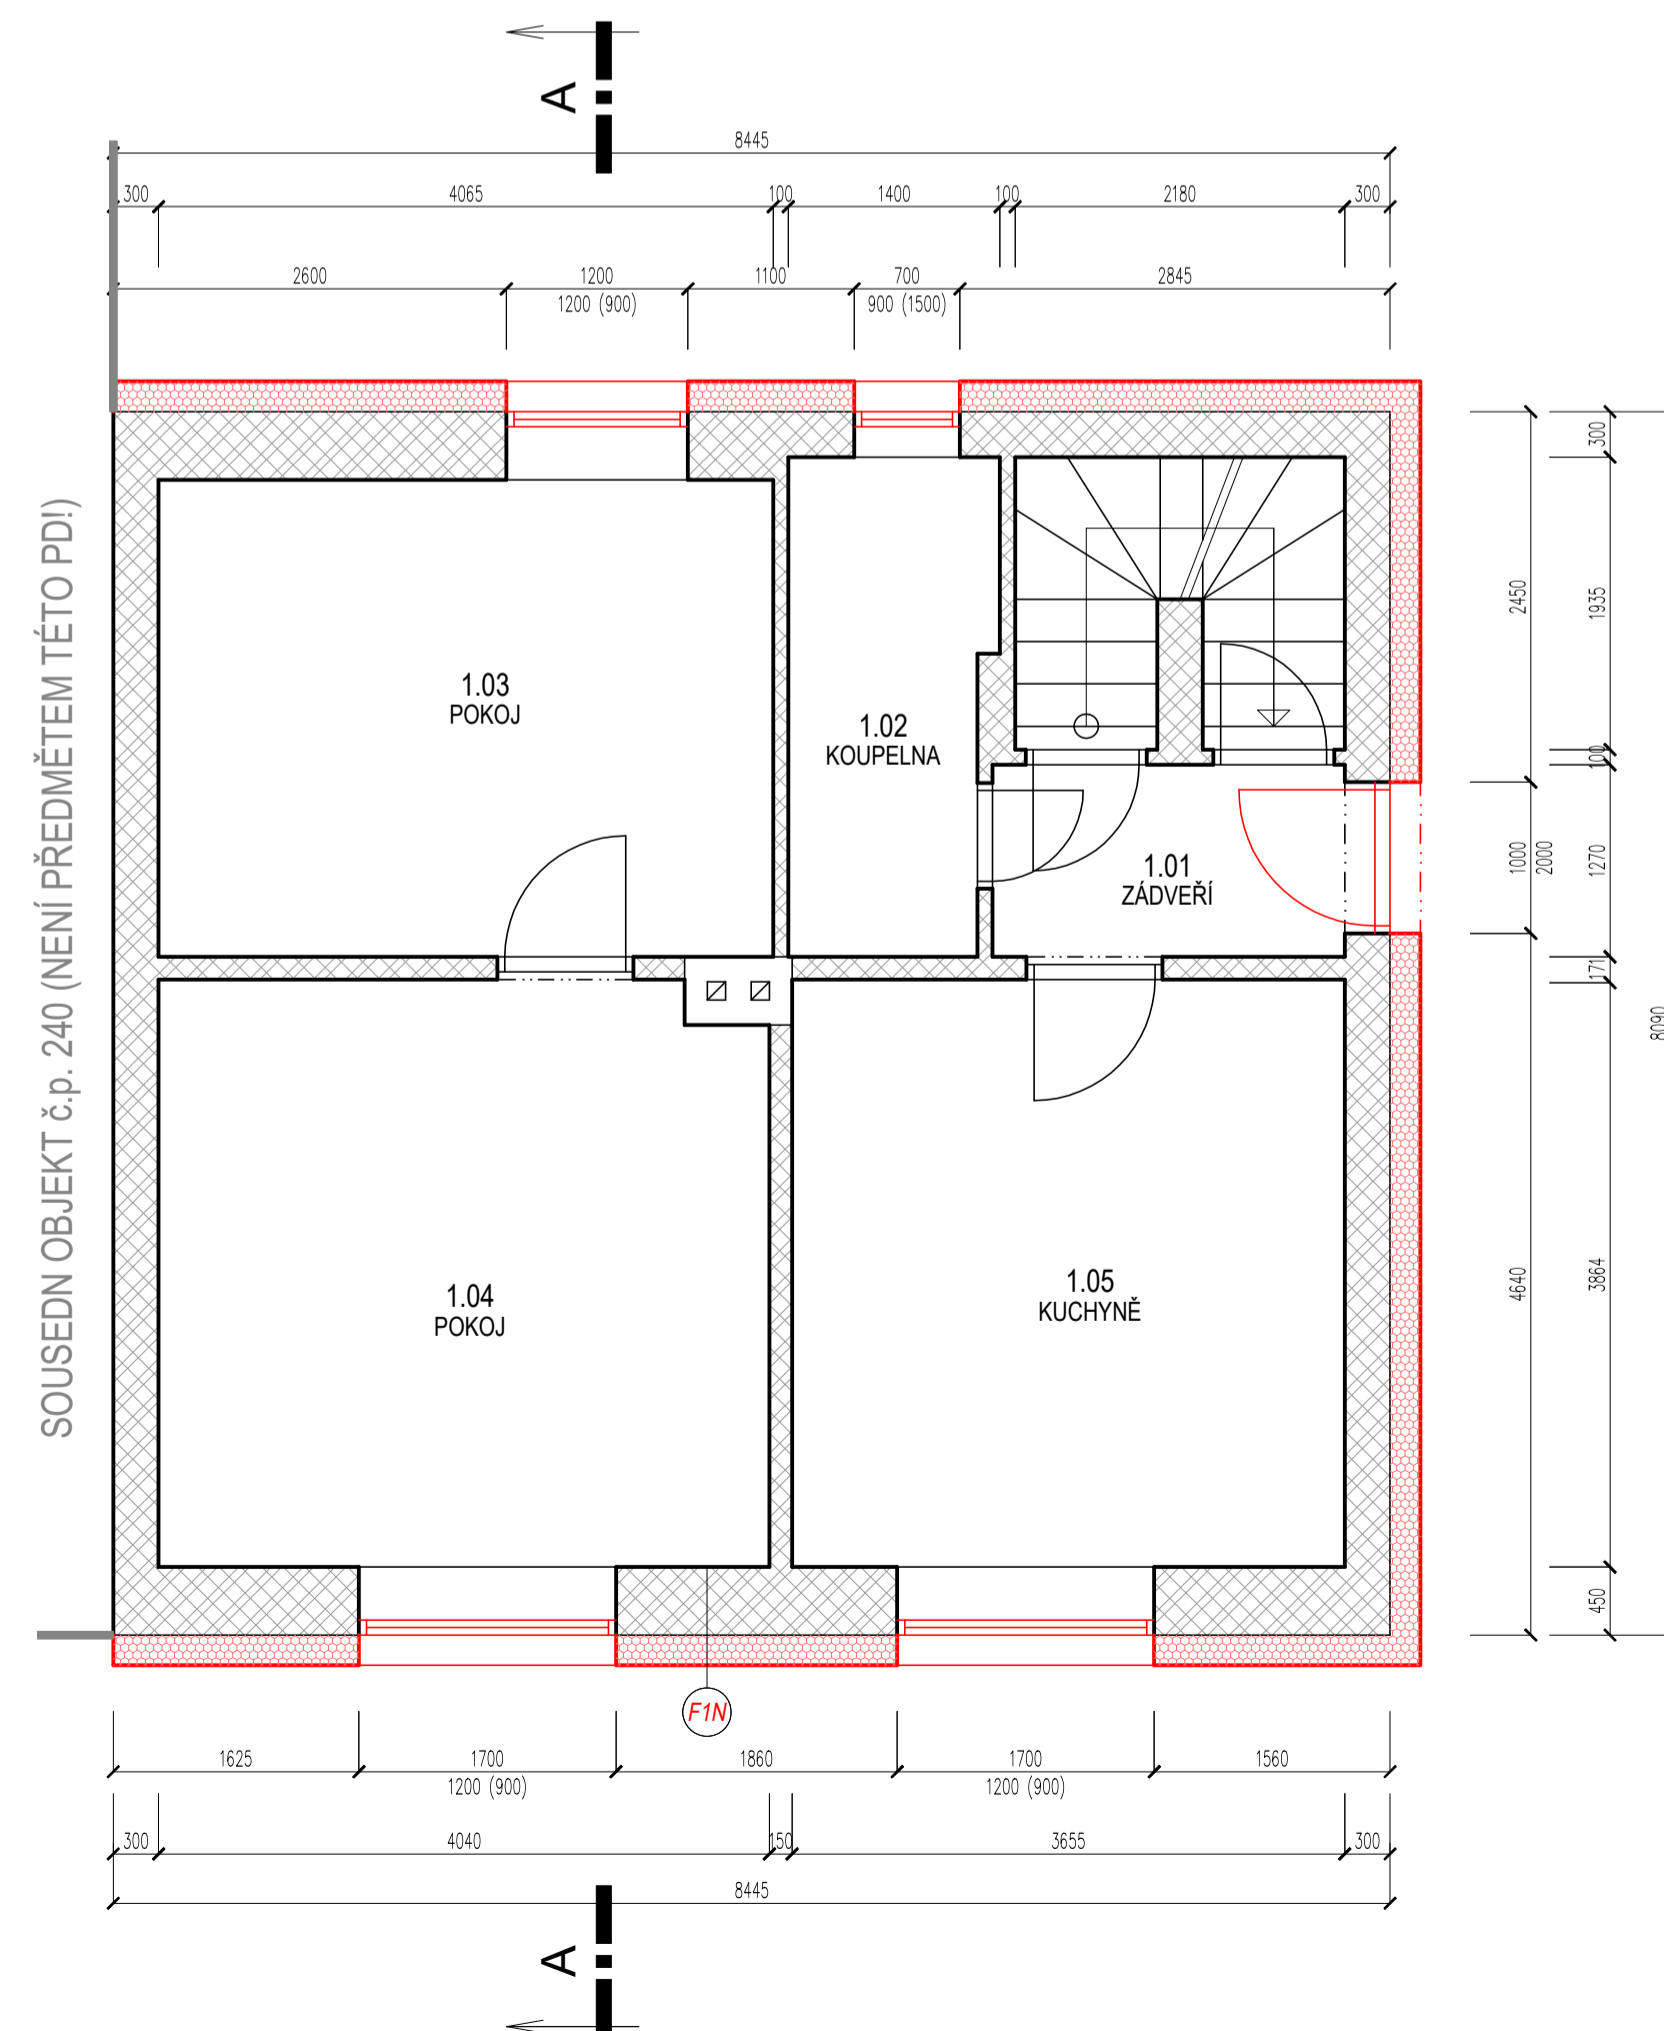 A
8445
300 4065 100 1400 100 2180 300
2600 1200 1100 700 2845
1200 (900) 900 (1500)
SOUSEDN OBJEKT č.p. 240 (NENÍ PŘEDMĚTEM TÉTO PD!)
1.03
POKOJ
1.02
KOUPELNA
1.01
ZÁDVEŘÍ
1.04
POKOJ
1.05
KUCHYNĚ
2450
1000
2000
4640
300
1935
100
1270
171
3864
450
8090
F1N
1625 1700 1860 1700 1560
1200 (900) 1200 (900)
300 4040 150 3655 300
8445
A